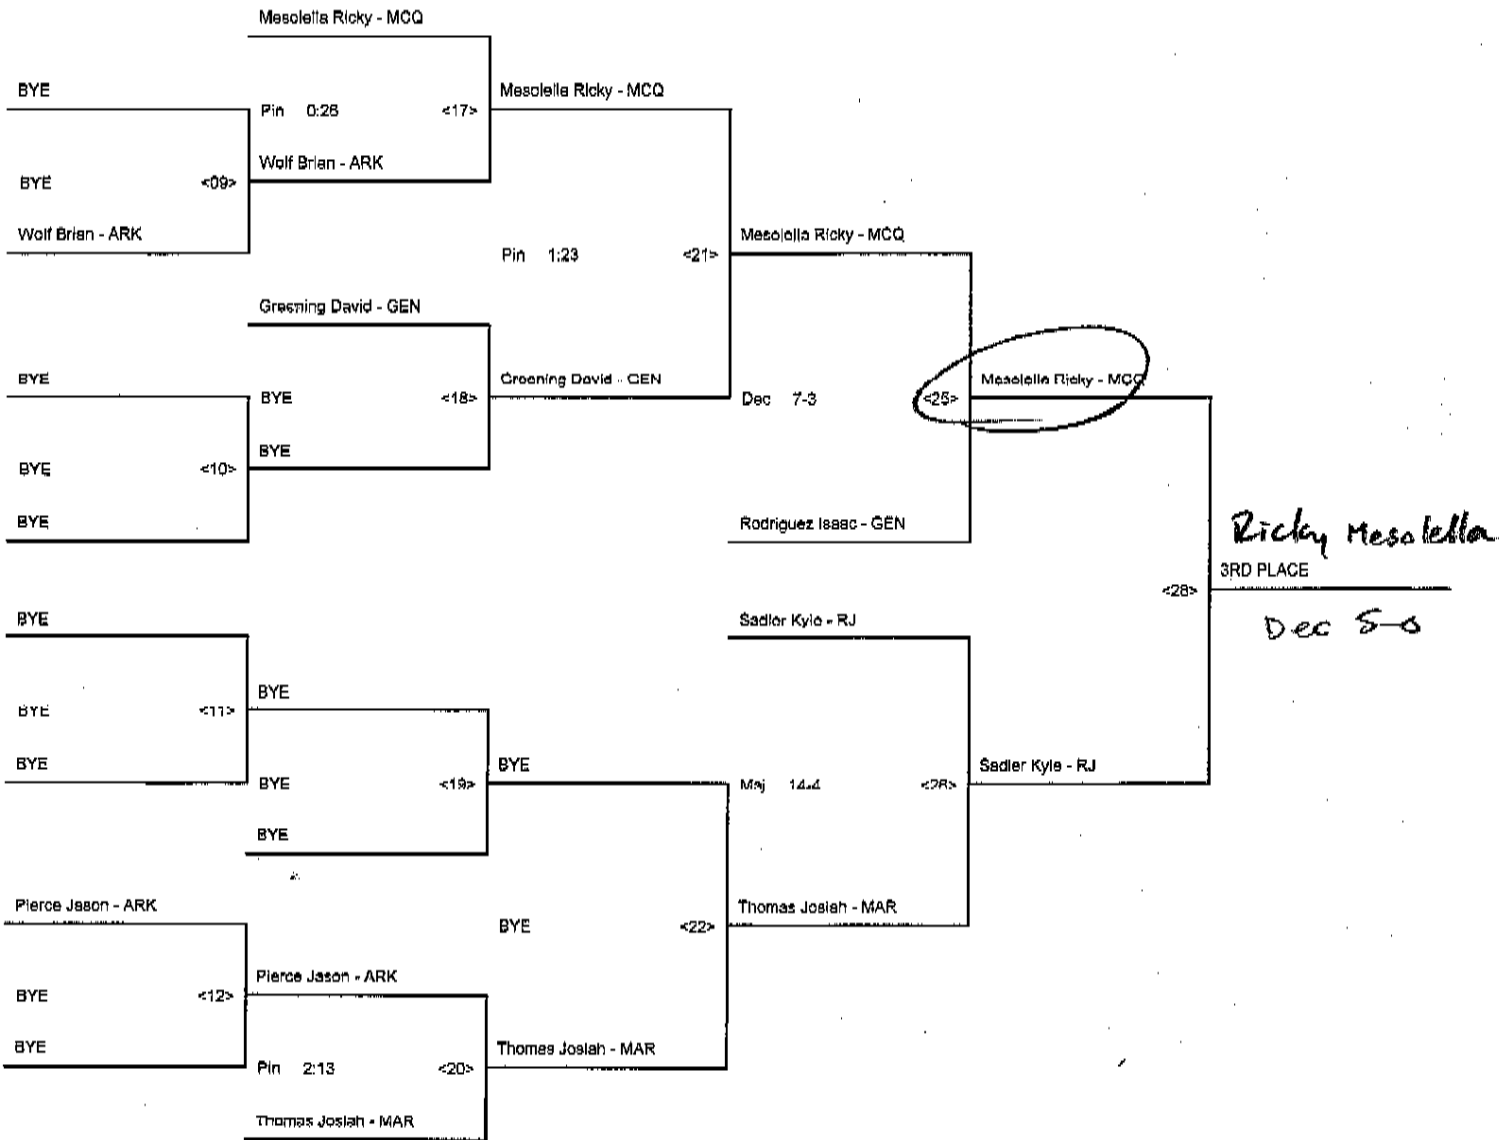 Mesolella Ricky - MCQ
BYE
Pin 0:26 <17>
Mesolella Ricky - MCQ
Wolf Brian - ARK
BYE <09>
Wolf Brian - ARK
Mesolella Ricky - MCQ
Pin 1:23 <21>
Greening David - GEN
BYE
Mesolella Ricky - MCQ
Greening David - GEN
BYE <18>
Dec 7-3 <25>
BYE
BYE <10>
BYE
Rodriguez Isaac - GEN
Ricky Mesolella
3RD PLACE
<28>
BYE
Sadler Kyle - RJ
Dec 5-0
BYE
BYE <11>
BYE
BYE
Sadler Kyle - RJ
BYE <19>
Maj 14-4 <26>
BYE
Pierce Jason - ARK
Thomas Josiah - MAR
BYE <22>
Pierce Jason - ARK
BYE <12>
BYE
Thomas Josiah - MAR
Pin 2:13 <20>
Thomas Josiah - MAR